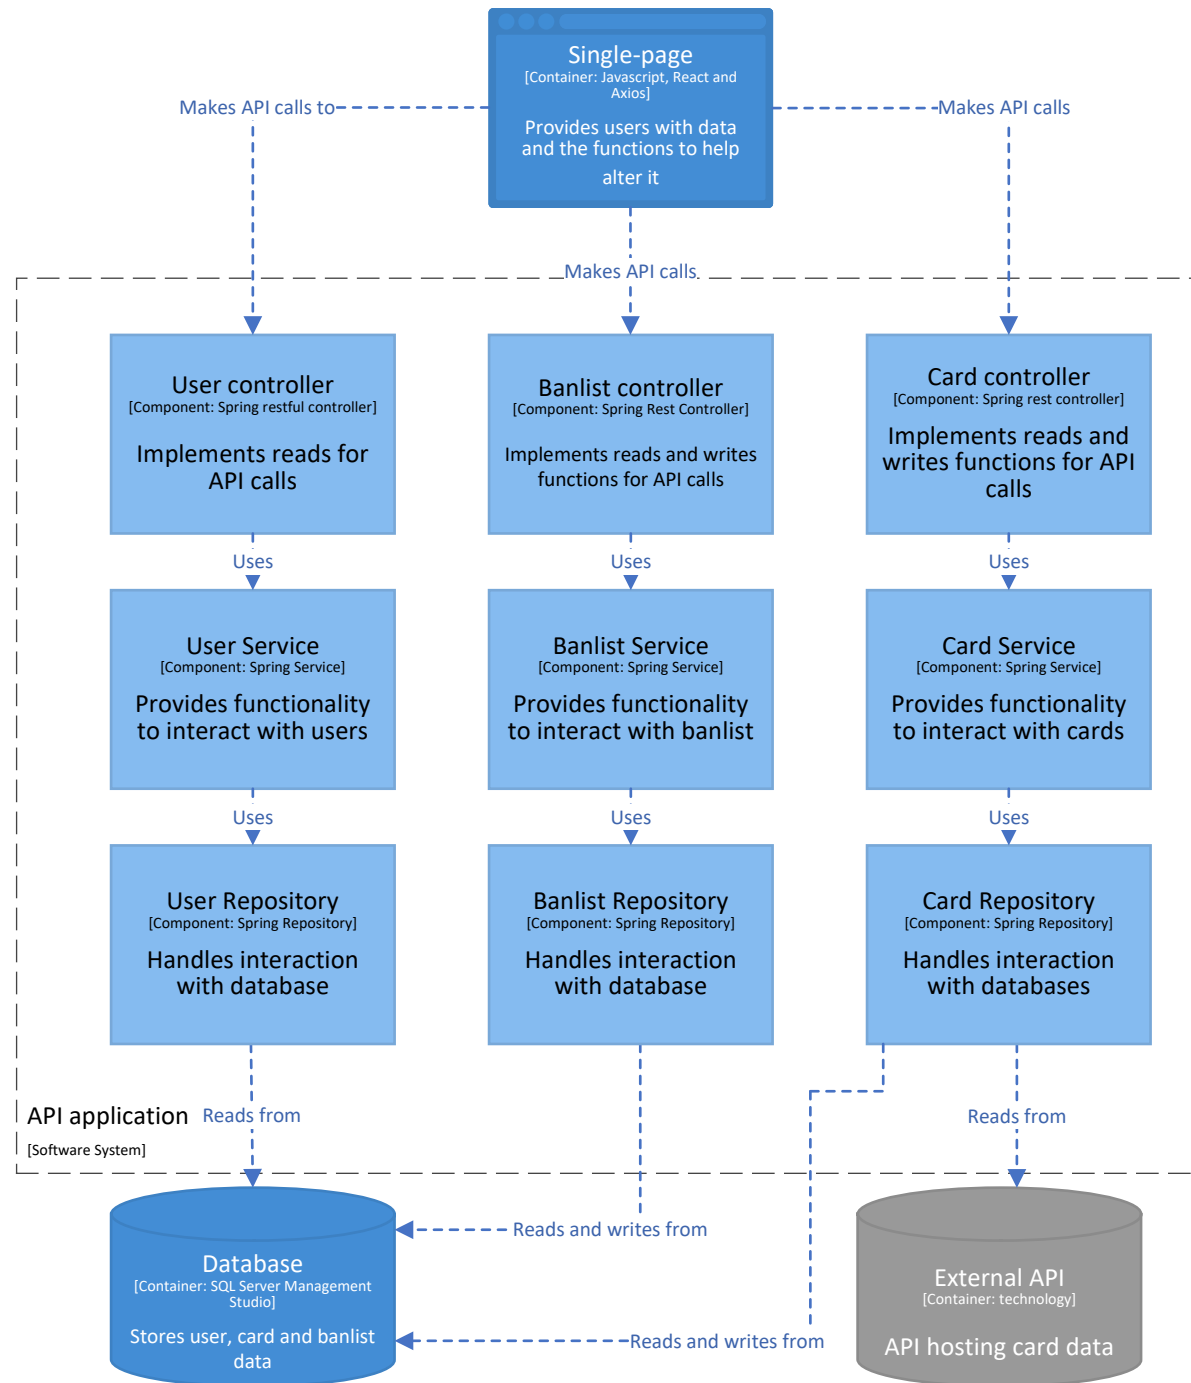 Single-page
[Container: Javascript, React and
Axios]
Provides users with data
and the functions to help
alter it
Makes API calls to
Makes API calls
Makes API calls
User controller
[Component: Spring restful controller]
Implements reads for
API calls
Banlist controller
[Component: Spring Rest Controller]
Implements reads and writes
functions for API calls
Card controller
[Component: Spring rest controller]
Implements reads and
writes functions for API
calls
Uses
Uses
Uses
User Service
[Component: Spring Service]
Provides functionality
to interact with users
Banlist Service
[Component: Spring Service]
Provides functionality
to interact with banlist
Card Service
[Component: Spring Service]
Provides functionality
to interact with cards
Uses
Uses
Uses
User Repository
[Component: Spring Repository]
Handles interaction
with database
Banlist Repository
[Component: Spring Repository]
Handles interaction
with database
Card Repository
[Component: Spring Repository]
Handles interaction
with databases
API application
[Software System]
Reads from
Reads from
Reads and writes from
Reads and writes from
Database
[Container: SQL Server Management
Studio]
Stores user, card and banlist
data
External API
[Container: technology]
API hosting card data